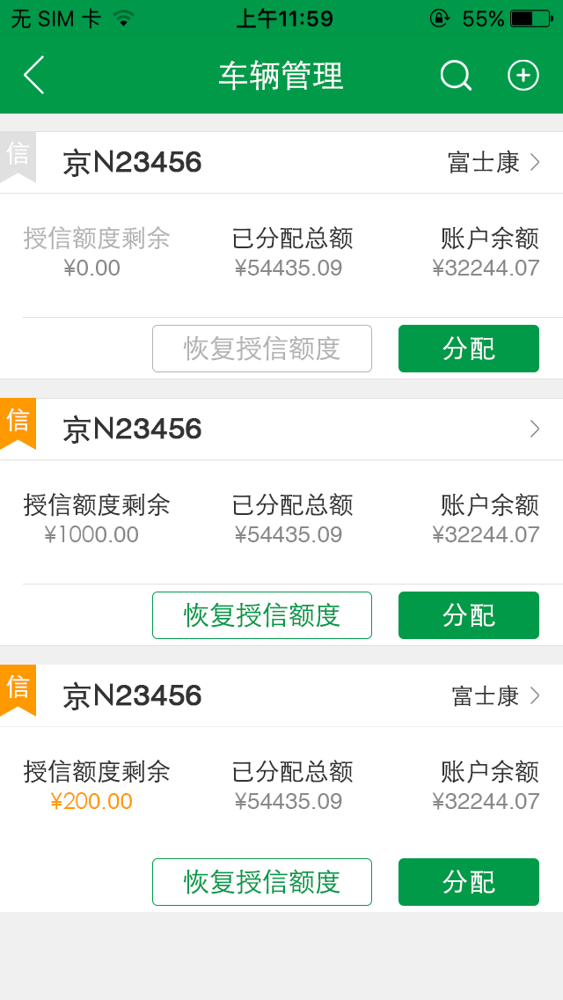 无 SIM 卡 上午11:59 55%
车辆管理
信 京N23456 富士康
授信额度剩余 已分配总额 账户余额
¥0.00 ¥54435.09 ¥32244.07
恢复授信额度 分配
信 京N23456
授信额度剩余 已分配总额 账户余额
¥1000.00 ¥54435.09 ¥32244.07
恢复授信额度 分配
信 京N23456 富士康
授信额度剩余 已分配总额 账户余额
¥200.00 ¥54435.09 ¥32244.07
恢复授信额度 分配